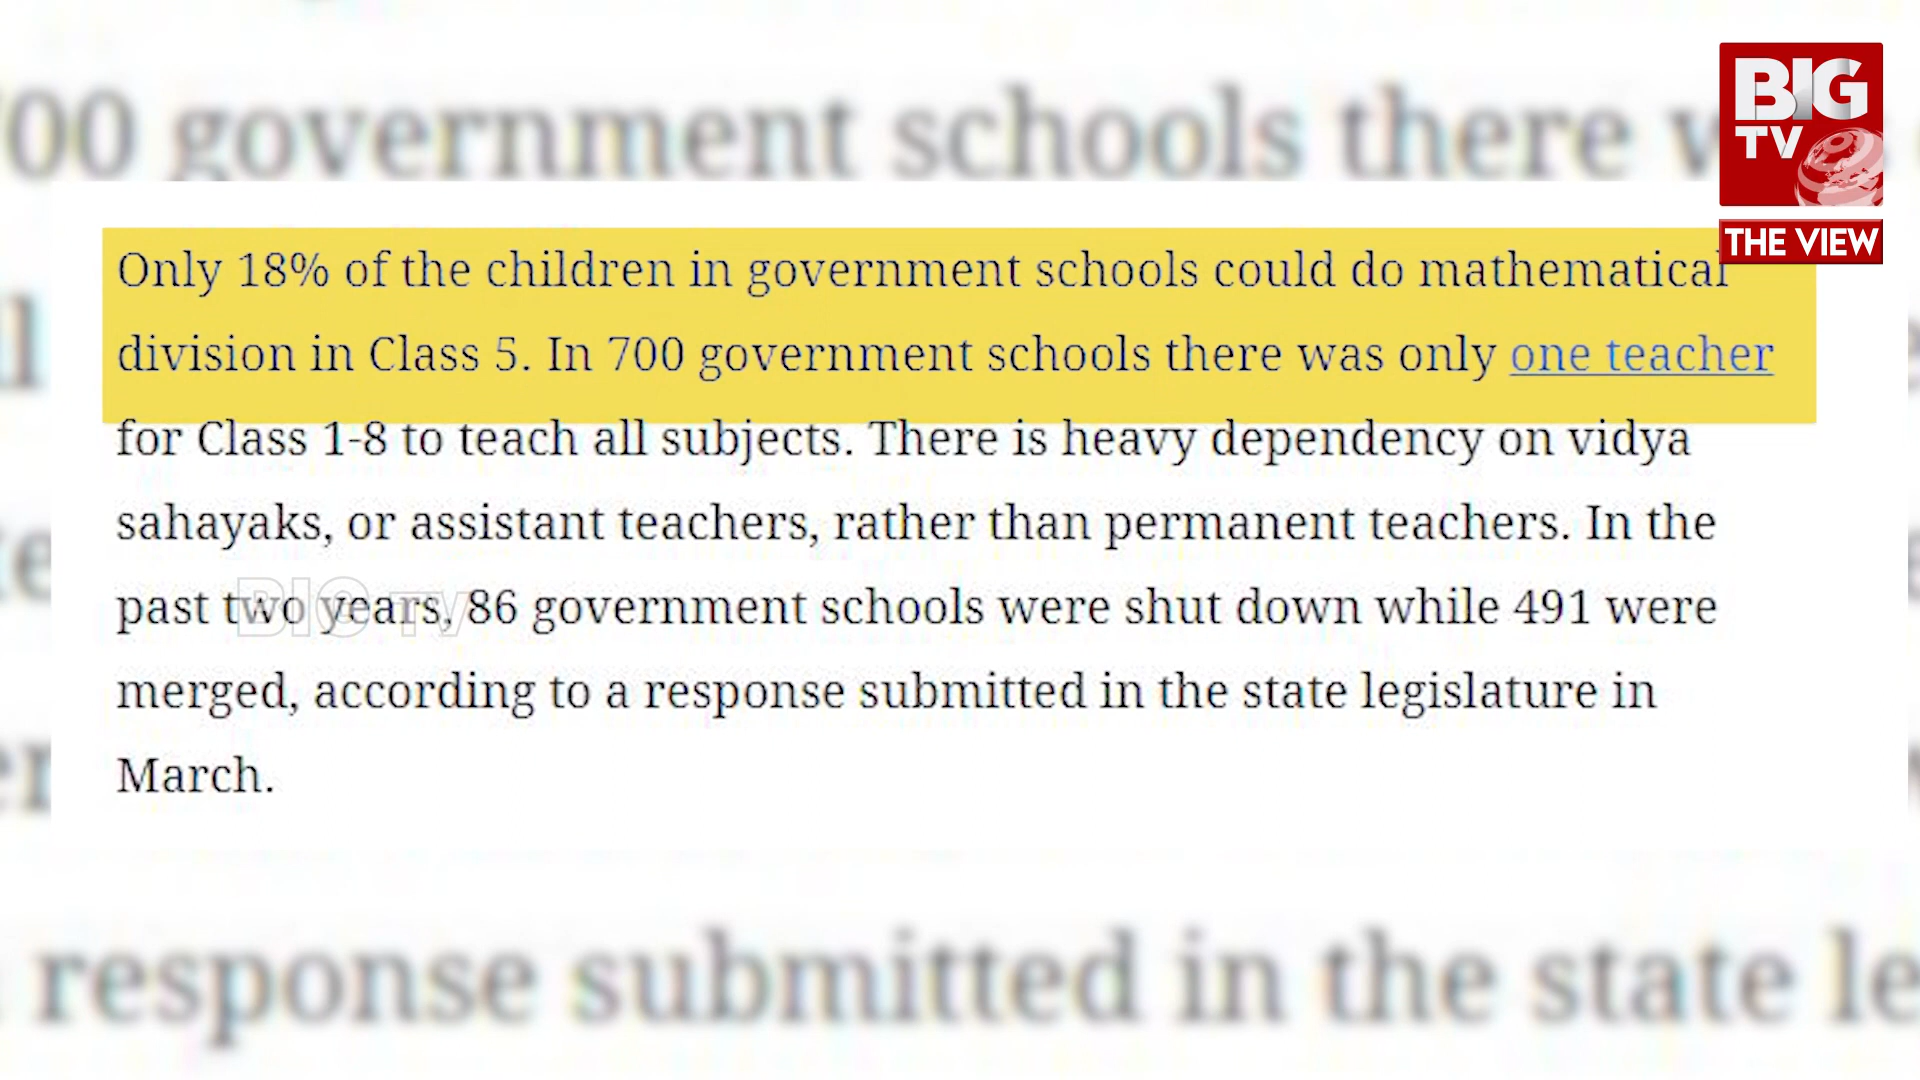 700 government schools there
BIG
TV
THE VIEW
Only 18% of the children in government schools could do mathematical
division in Class 5. In 700 government schools there was only one teacher
for Class 1-8 to teach all subjects. There is heavy dependency on vidya
sahayaks, or assistant teachers, rather than permanent teachers. In the
past two years, 86 government schools were shut down while 491 were
BIG TV
merged, according to a response submitted in the state legislature in
March.
response submitted in the state le